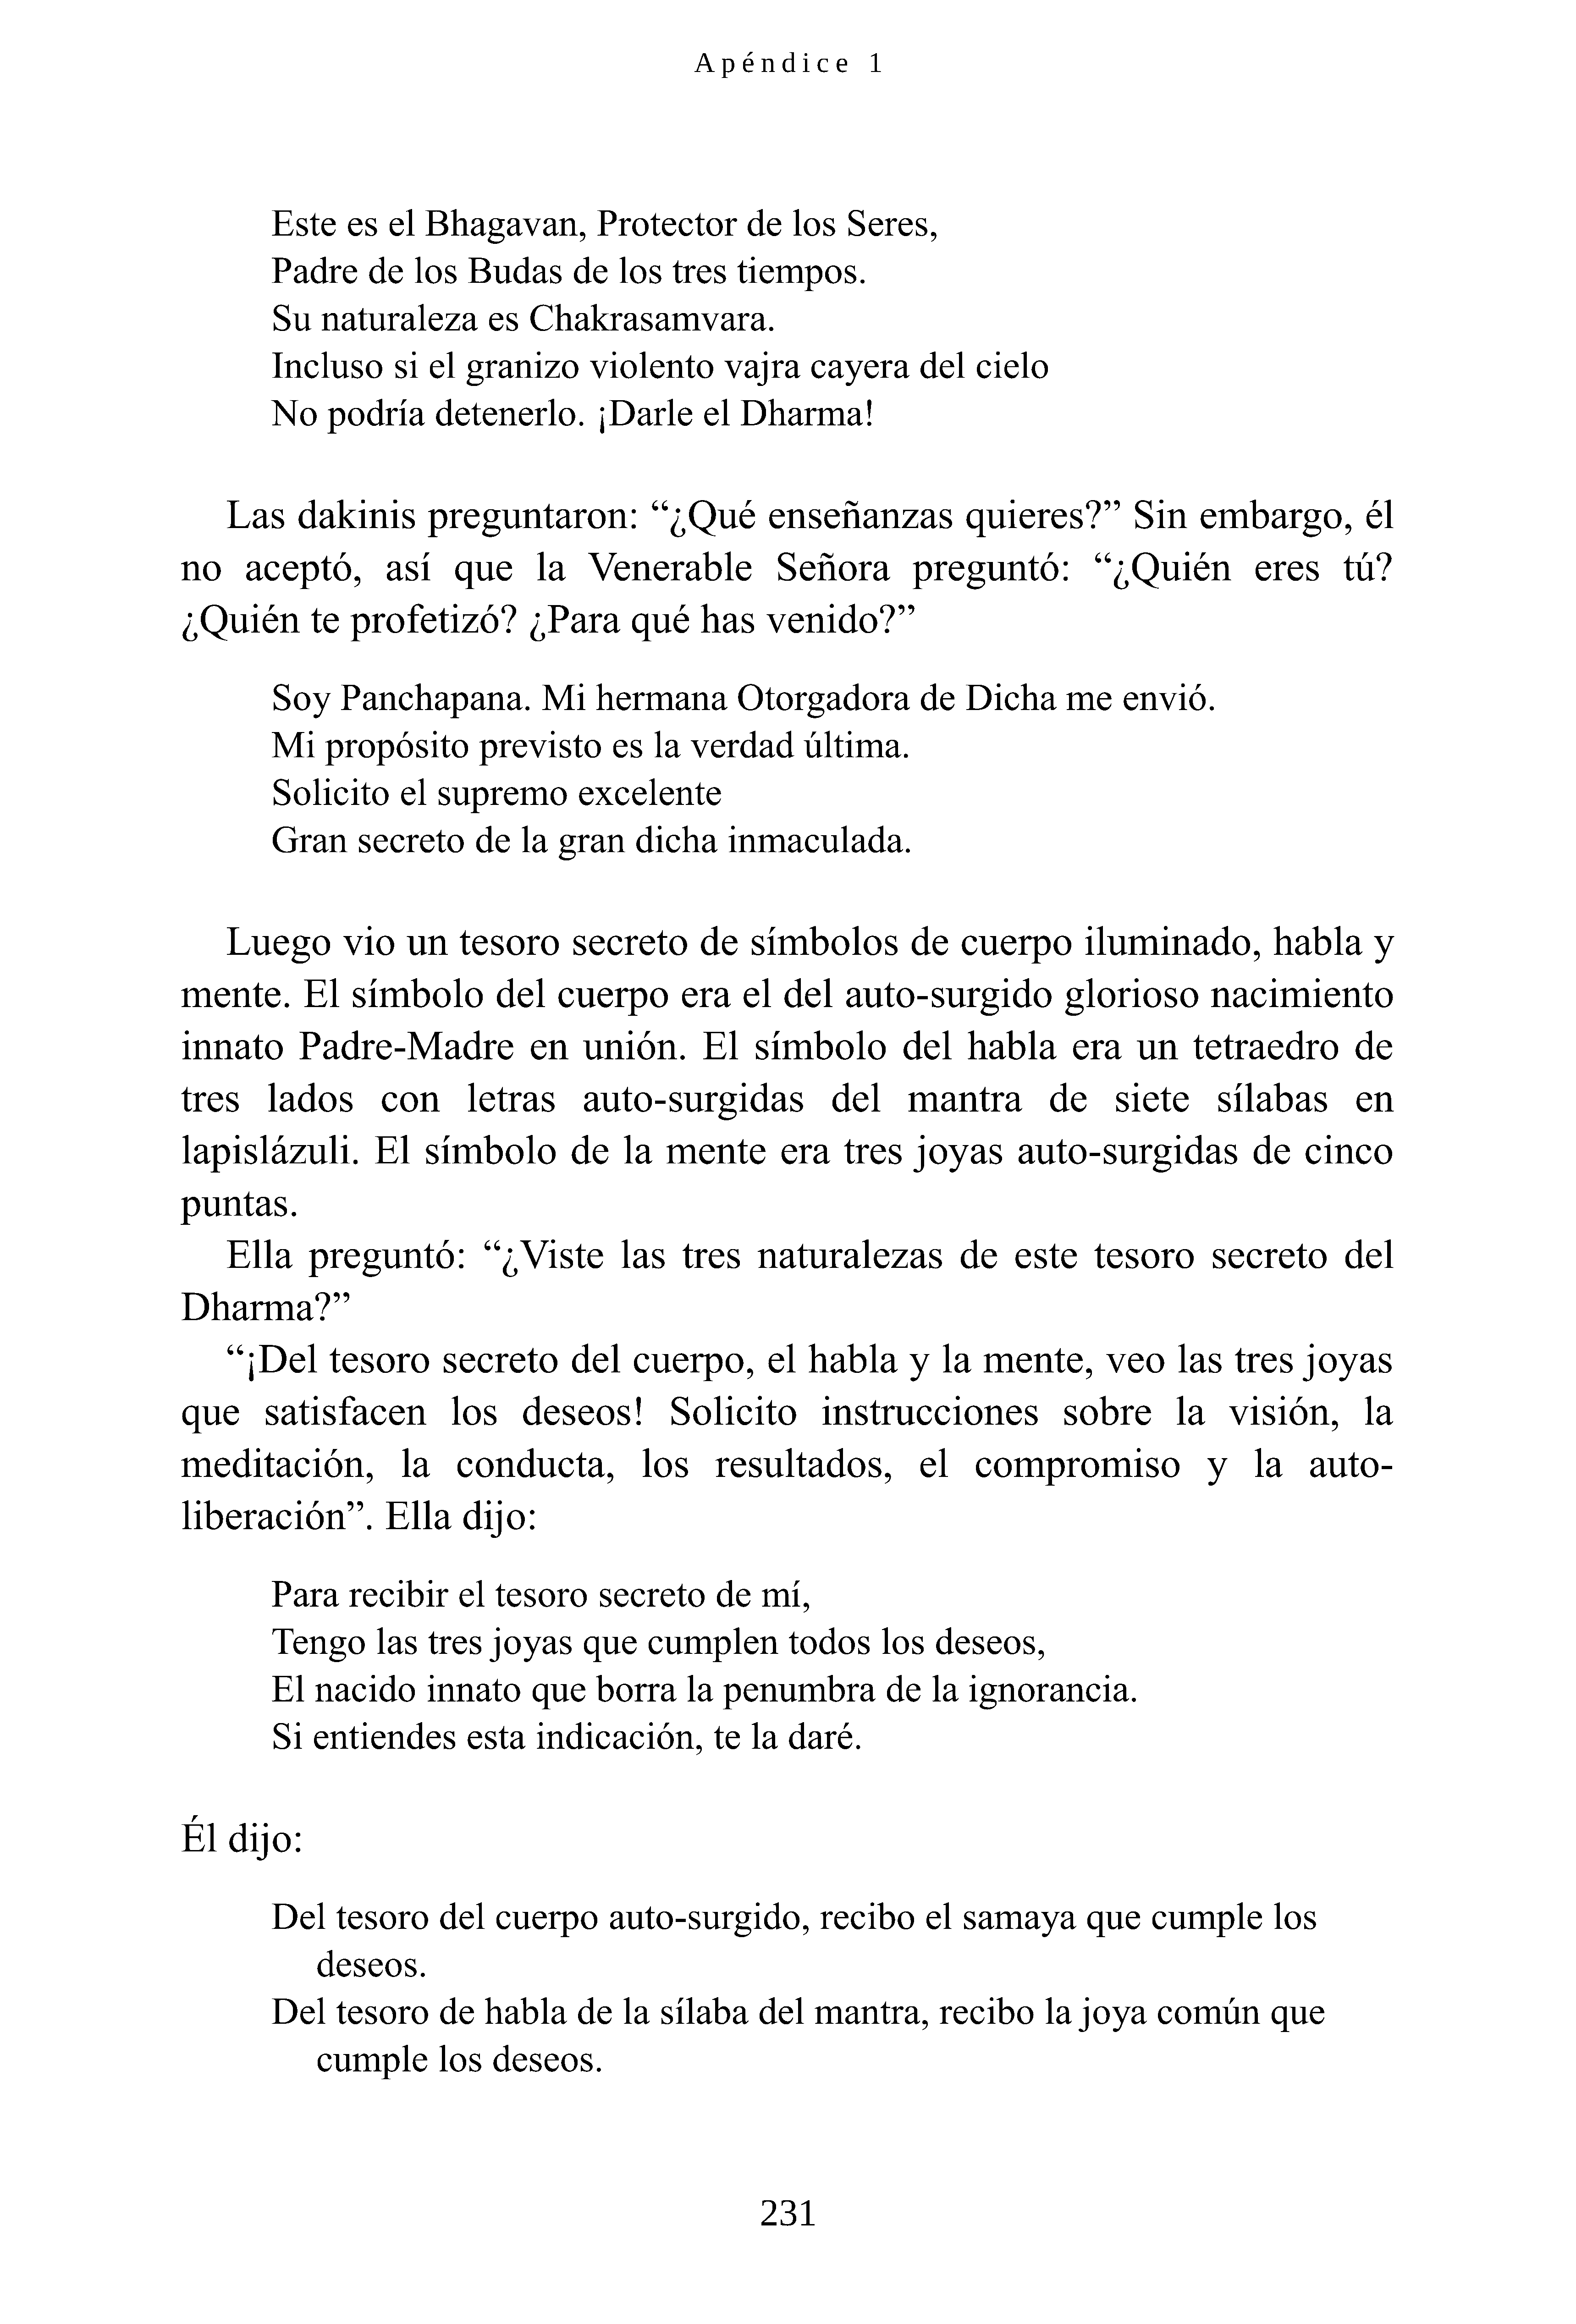 Apéndice 1
Este es el Bhagavan, Protector de los Seres,
Padre de los Budas de los tres tiempos.
Su naturaleza es Chakrasamvara.
Incluso si el granizo violento vajra cayera del cielo
No podría detenerlo. ¡Darle el Dharma!
Las dakinis preguntaron: “¿Qué enseñanzas quieres?” Sin embargo, él
no aceptó, así que la Venerable Señora preguntó: “¿Quién eres tú?
¿Quién te profetizó? ¿Para qué has venido?”
Soy Panchapana. Mi hermana Otorgadora de Dicha me envió.
Mi propósito previsto es la verdad última.
Solicito el supremo excelente
Gran secreto de la gran dicha inmaculada.
Luego vio un tesoro secreto de símbolos de cuerpo iluminado, habla y
mente. El símbolo del cuerpo era el del auto-surgido glorioso nacimiento
innato Padre-Madre en unión. El símbolo del habla era un tetraedro de
tres lados con letras auto-surgidas del mantra de siete sílabas en
lapislázuli. El símbolo de la mente era tres joyas auto-surgidas de cinco
puntas.
Ella preguntó: “¿Viste las tres naturalezas de este tesoro secreto del
Dharma?”
“¡Del tesoro secreto del cuerpo, el habla y la mente, veo las tres joyas
que satisfacen los deseos! Solicito instrucciones sobre la visión, la
meditación, la conducta, los resultados, el compromiso y la auto-
liberación”. Ella dijo:
Para recibir el tesoro secreto de mí,
Tengo las tres joyas que cumplen todos los deseos,
El nacido innato que borra la penumbra de la ignorancia.
Si entiendes esta indicación, te la daré.
Él dijo:
Del tesoro del cuerpo auto-surgido, recibo el samaya que cumple los
deseos.
Del tesoro de habla de la sílaba del mantra, recibo la joya común que
cumple los deseos.
231